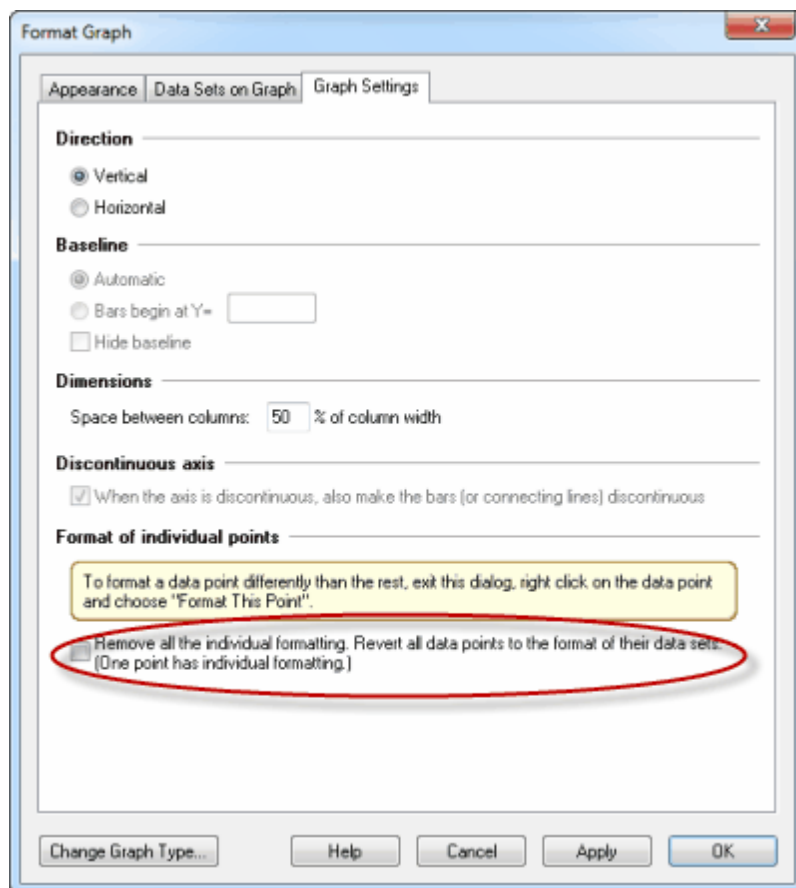 Format Graph
Appearance Data Sets on Graph Graph Settings
Direction
Vertical
Horizontal
Baseline
Automatic
Bars begin at Y=
Hide baseline
Dimensions
Space between columns: 50 % of column width
Discontinuous axis
When the axis is discontinuous, also make the bars (or connecting lines) discontinuous
Format of individual points
To format a data point differently than the rest, exit this dialog, right click on the data point
and choose "Format This Point".
Remove all the individual formatting. Revert all data points to the format of their data sets.
(One point has individual formatting.)
Change Graph Type... Help Cancel Apply OK